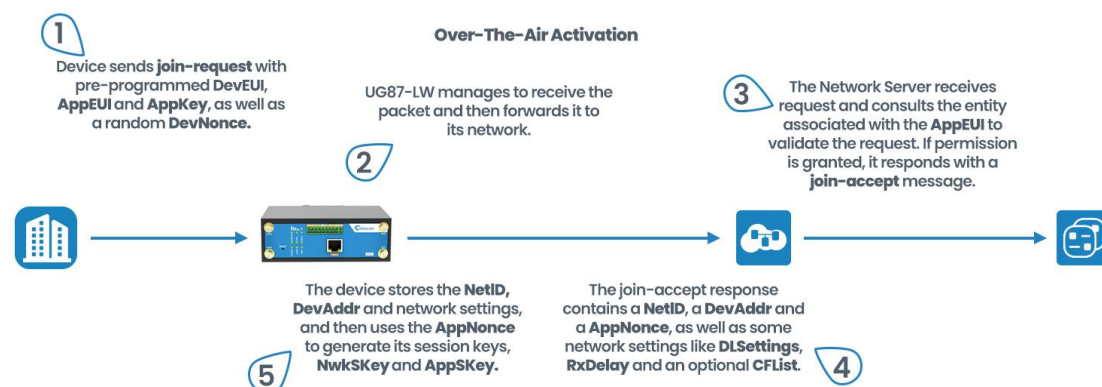 Over-The-Air Activation
1
Device sends join-request with
pre-programmed DevEUI,
AppEUI and AppKey, as well as
a random DevNonce.
UG87-LW manages to receive the
packet and then forwards it to
its network.
2
3
The Network Server receives
request and consults the entity
associated with the AppEUI to
validate the request. If permission
is granted, it responds with a
join-accept message.
The join-accept response
contains a NetID, a DevAddr and
a AppNonce, as well as some
network settings like DLSettings,
RxDelay and an optional CFList.
4
The device stores the NetID,
DevAddr and network settings,
and then uses the AppNonce
to generate its session keys,
NwkSKey and AppSKey.
5